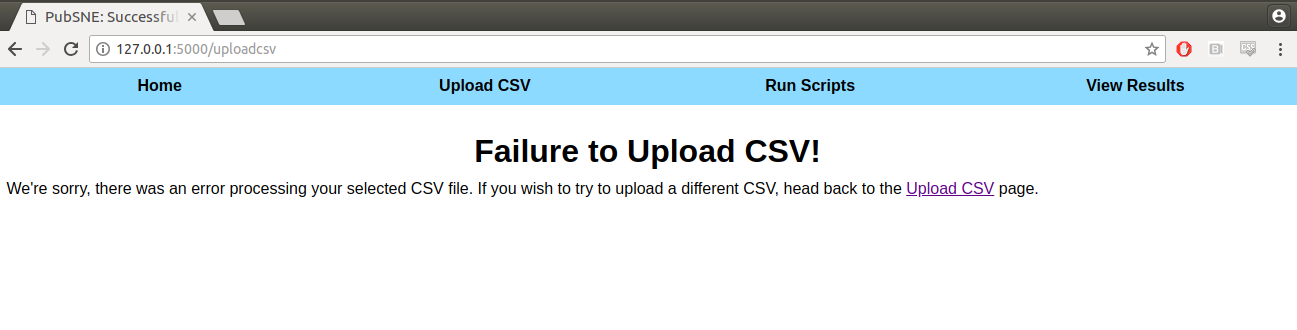 PubSNE: Successful
127.0.0.1:5000/uploadcsv
Home Upload CSV Run Scripts View Results
Failure to Upload CSV!
We're sorry, there was an error processing your selected CSV file. If you wish to try to upload a different CSV, head back to the Upload CSV page.